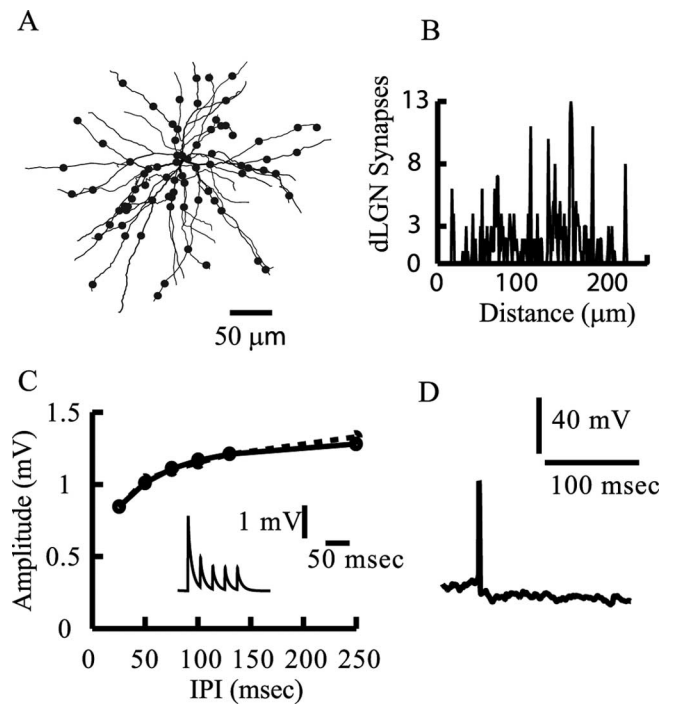 A
50 μm
B
dLGN Synapses
13
8
3
0
0 100 200
Distance (μm)
C
Amplitude (mV)
1.5
1
0.5
0
1 mV
50 msec
0 50 100 150 200 250
IPI (msec)
D
40 mV
100 msec